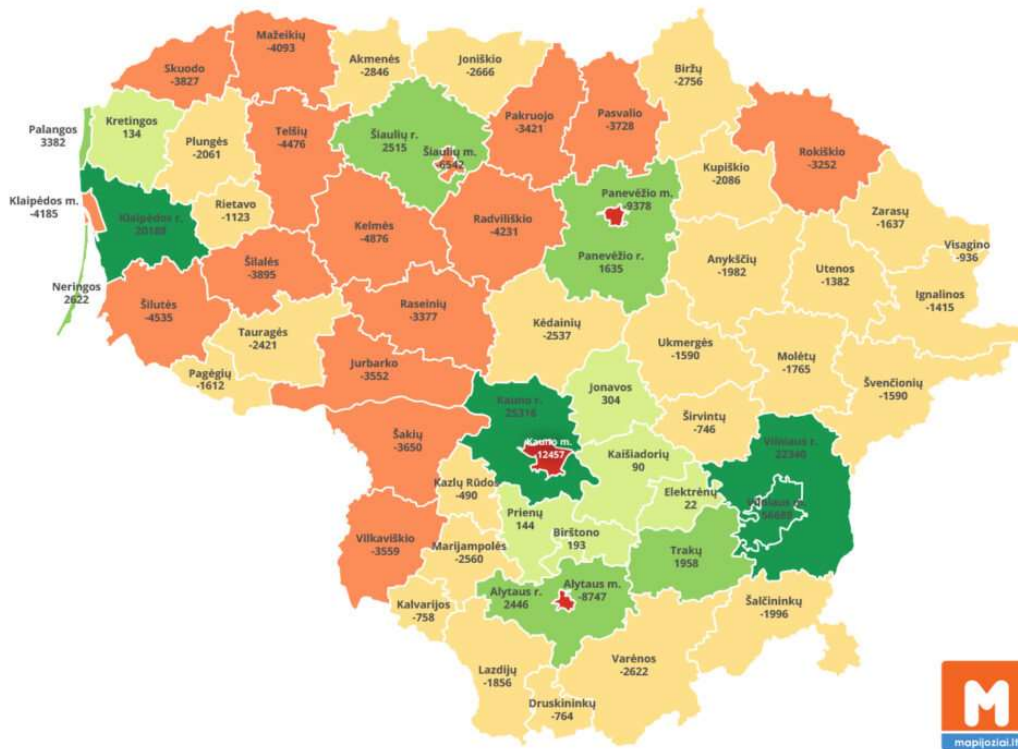 Mažeikių
-4093
Skuodo
-3827
Akmenės
-2846
Joniškio
-2666
Biržų
-2756
Kretingos
134
Palangos
3382
Plungės
-2061
Telšių
-4476
Šiaulių r.
2515
Šiaulių m.
-6542
Pakruojo
-3421
Pasvalio
-3728
Rokiškio
-3252
Kupiškio
-2086
Panevėžio m.
-9378
Klaipėdos m.
-4185
Klaipėdos r.
20188
Rietavo
-1123
Kelmės
-4876
Radviliškio
-4231
Panevėžio r.
1635
Zarasų
-1637
Visagino
-936
Anykščių
-1982
Utenos
-1382
Ignalinos
-1415
Neringos
2622
Šilalės
-3895
Šilutės
-4535
Raseinių
-3377
Tauragės
-2421
Kėdainių
-2537
Ukmergės
-1590
Molėtų
-1765
Švenčionių
-1590
Pagėgių
-1612
Jurbarko
-3552
Jonavos
304
Kauno r.
25316
Širvintų
-746
Šakių
-3650
Kauno m.
-12457
Kaišiadorių
90
Vilniaus r.
22340
Kazlų Rūdos
-490
Elektrėnų
22
Vilniaus m.
Prienų
144
Birštono
193
Vilkaviškio
-3559
Marijampolės
-2560
Trakų
1958
Alytaus r.
2446
Alytaus m.
-8747
Kalvarijos
-758
Šalčininkų
-1996
Lazdijų
-1856
Varėnos
-2622
Druskininkų
-764
M
mapijoziai.lt